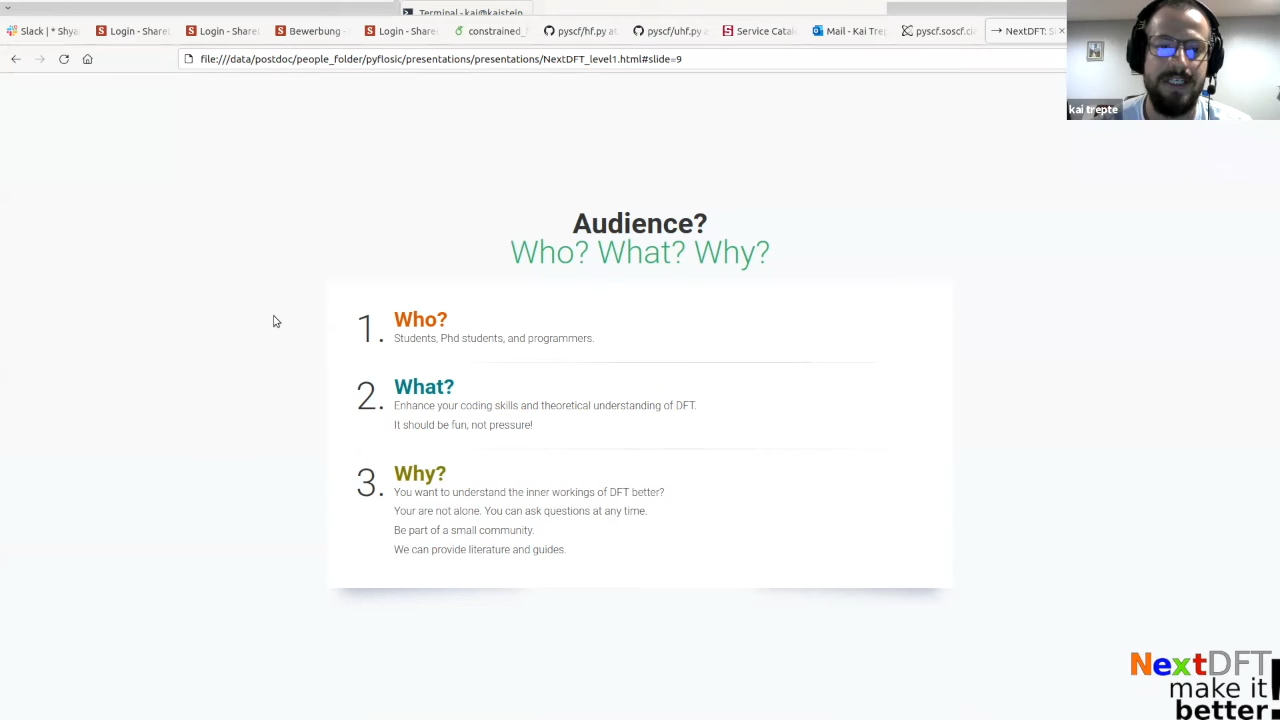 Terminal - kai@kaistein
Slack | * Shya
Login - Share
Login - Share
Bewerbung -
Login - Share
constrained_
pyscf/hf.py at
pyscf/uhf.py
Service Catal
Mail - Kai Trep
pyscf.soscf.cia
NextDFT:
file:///data/postdoc/people_folder/pyflosic/presentations/presentations/NextDFT_level1.html#slide=9
kai trepte
Audience?
Who? What? Why?
1. Who?
Students, Phd students, and programmers.
2. What?
Enhance your coding skills and theoretical understanding of DFT.
It should be fun, not pressure!
3. Why?
You want to understand the inner workings of DFT better?
Your are not alone. You can ask questions at any time.
Be part of a small community.
We can provide literature and guides.
NextDFT
make it
better!